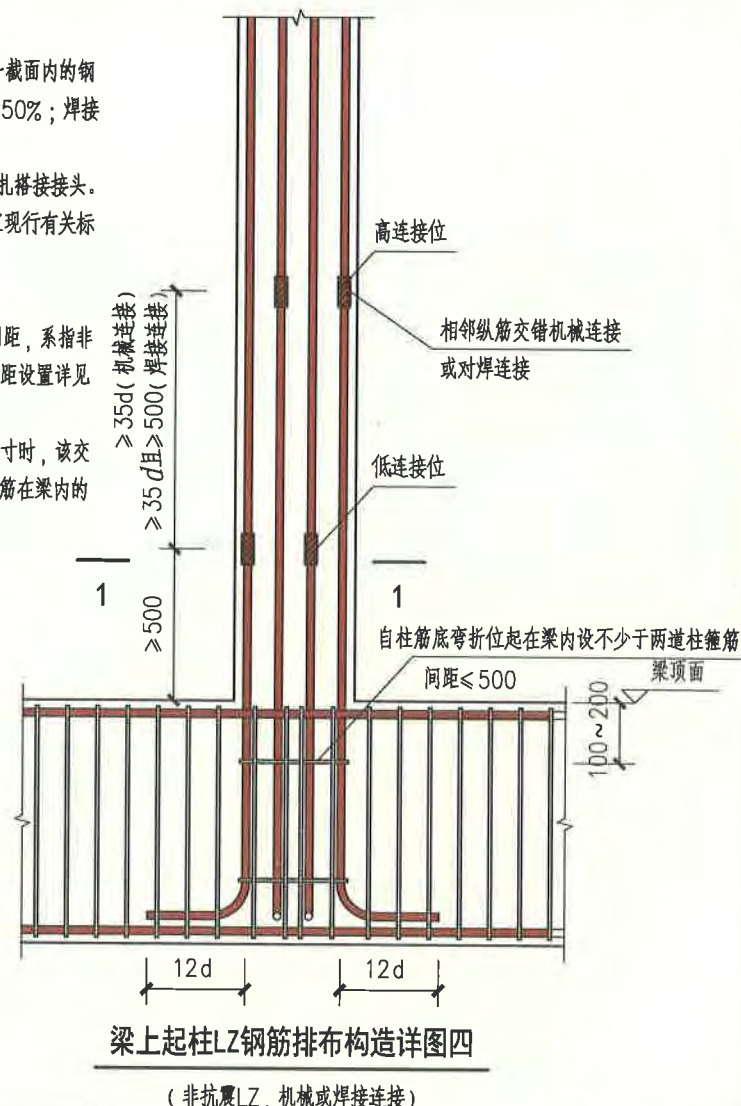 一截面内的钢
50%；焊接
扎搭接接头.
现行有关标
间距，系指非
距设置详见
寸时，该交
筋在梁内的
高连接位
相邻纵筋交错机械连接
或对焊连接
≥35d(机械连接)
≥35d且≥500(焊接连接)
低连接位
1
1
≥500
自柱筋底弯折位起在梁内设不少于两道柱箍筋
间距≤500
梁顶面
100~200
12d
12d
梁上起柱LZ钢筋排布构造详图四
(非抗震LZ，机械或焊接连接)